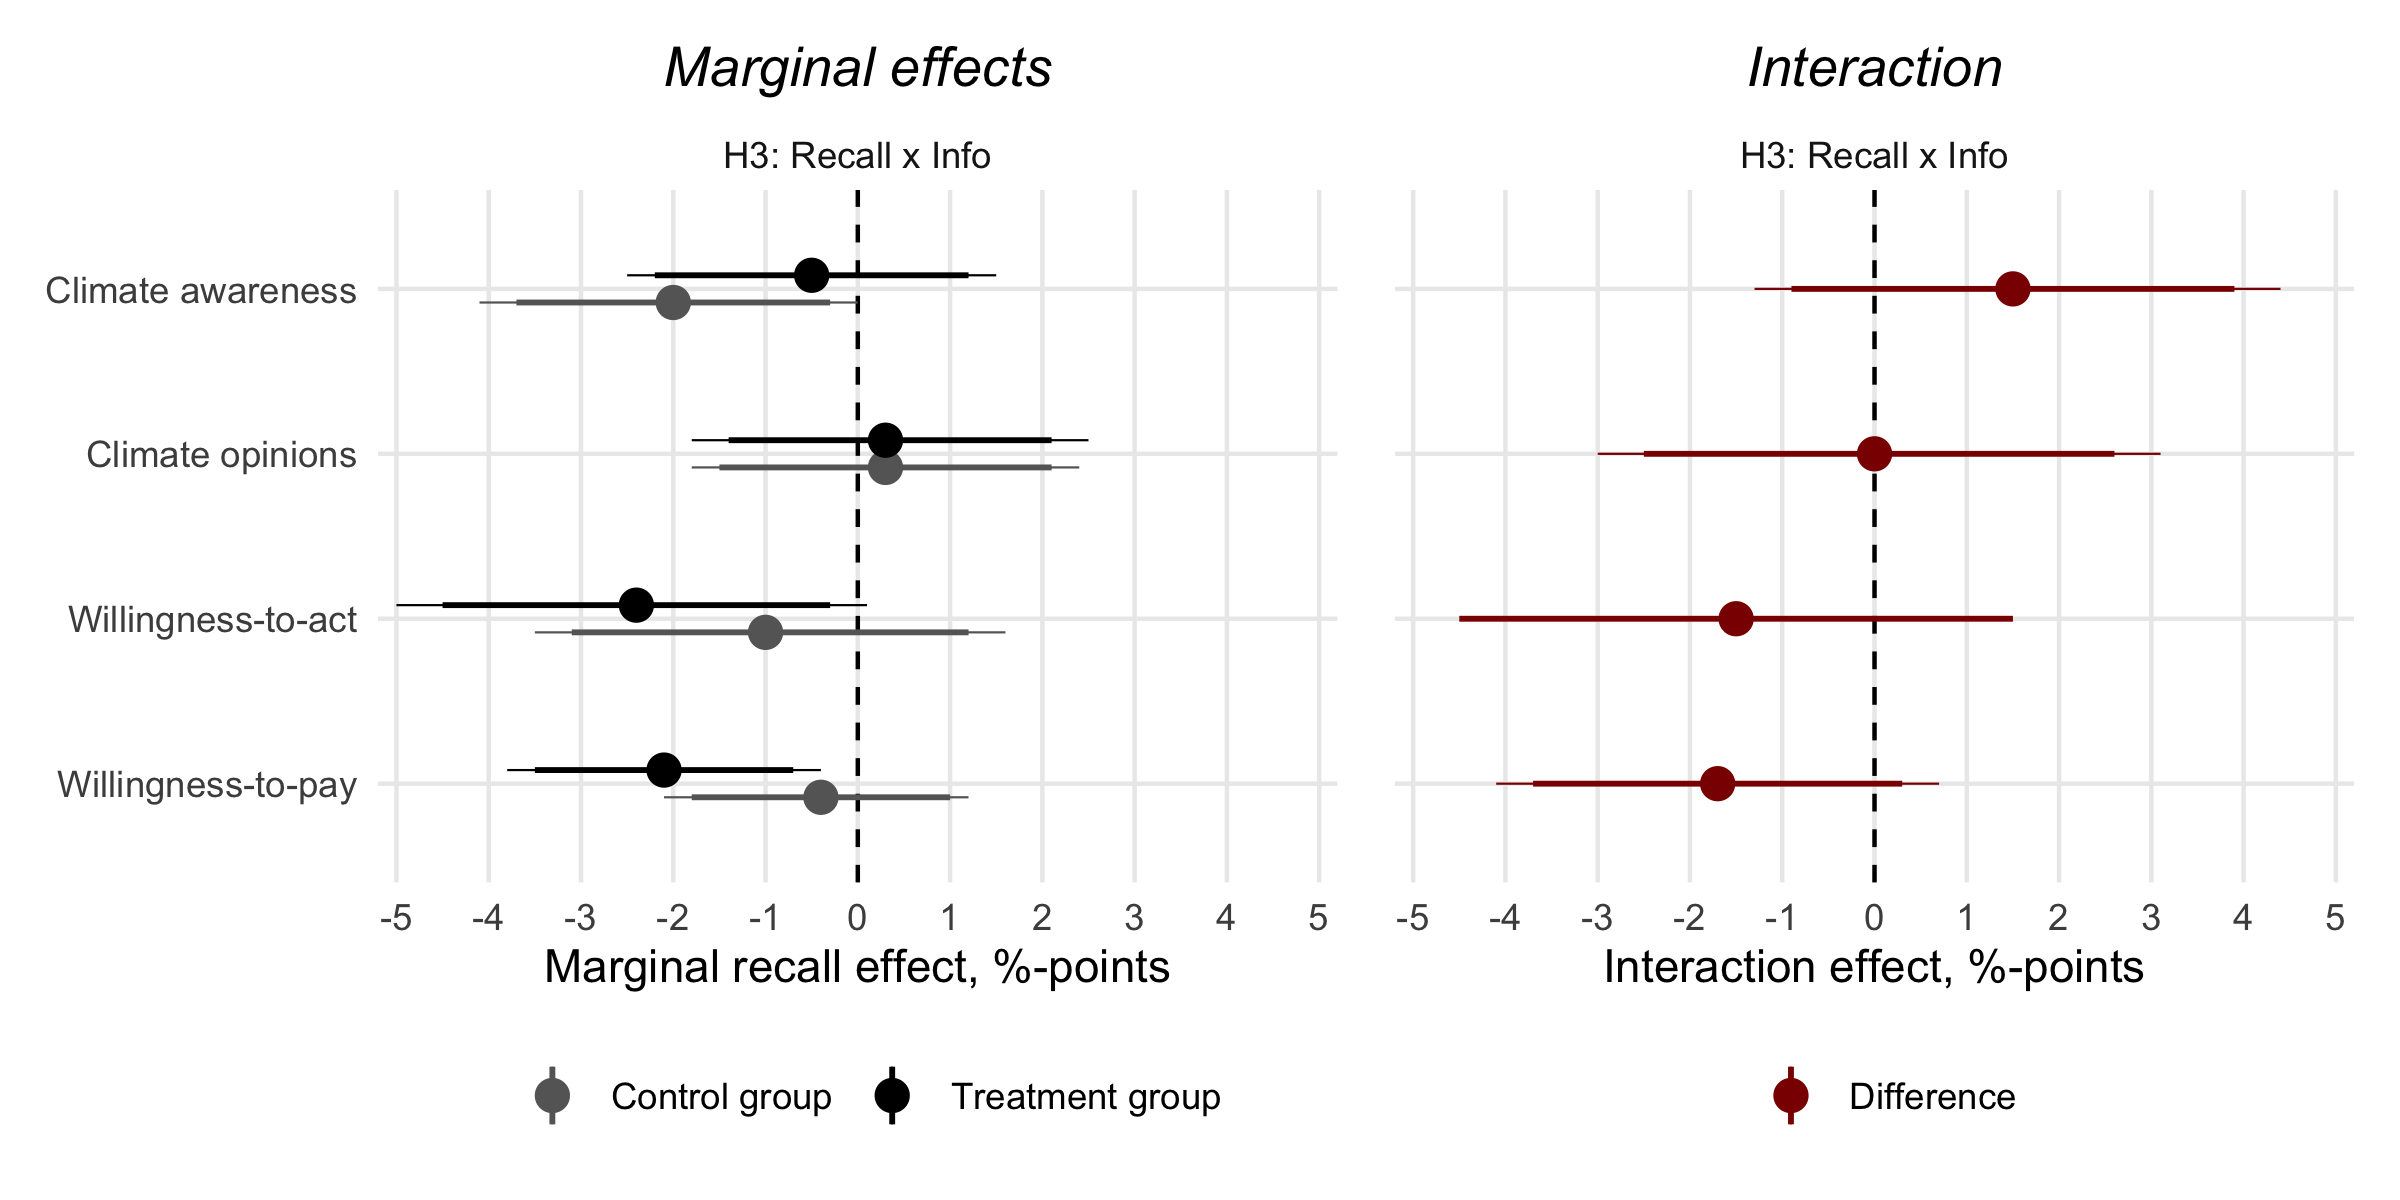 Marginal effects
Interaction
H3: Recall x Info
H3: Recall x Info
Climate awareness
Climate opinions
Willingness-to-act
Willingness-to-pay
-5 -4 -3 -2 -1 0 1 2 3 4 5
-5 -4 -3 -2 -1 0 1 2 3 4 5
Marginal recall effect, %-points
Interaction effect, %-points
Control group
Treatment group
Difference